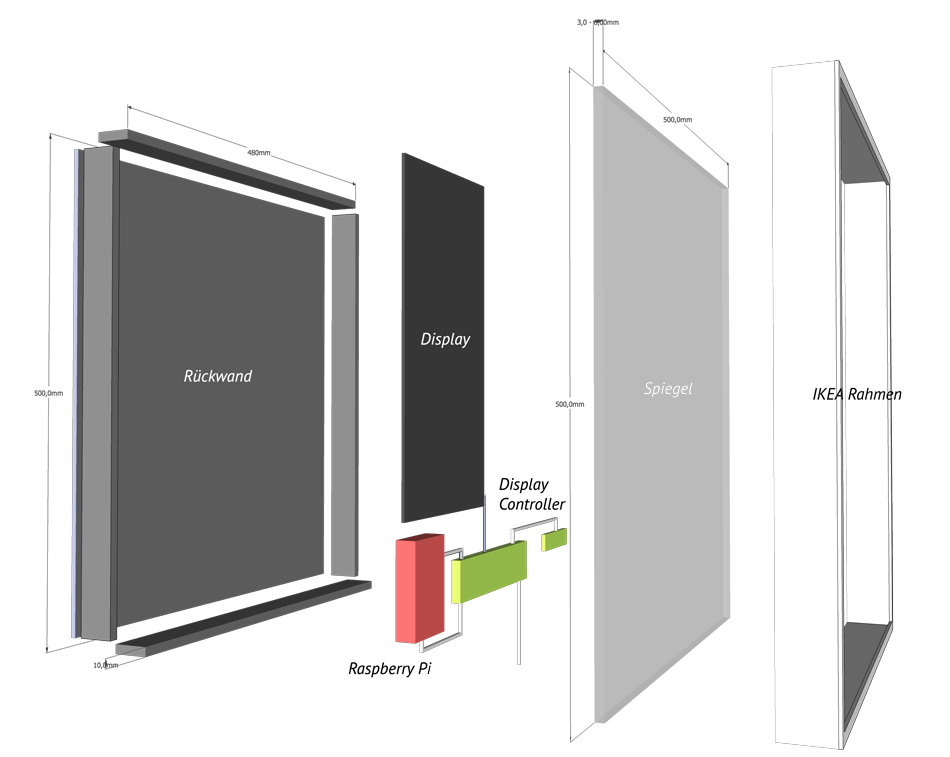 3,0 - 6,00mm
500,0mm
480mm
Display
Rückwand
500,0mm
Spiegel
IKEA Rahmen
500,0mm
Display
Controller
10,0mm
Raspberry Pi